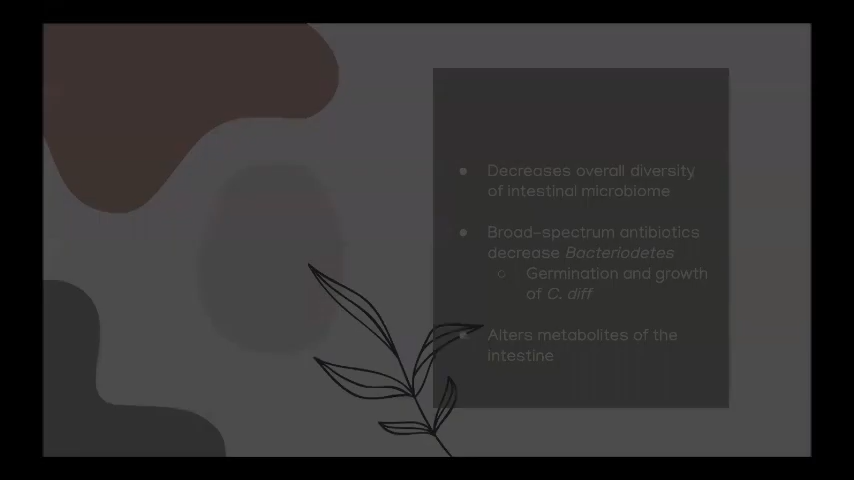 ● Decreases overall diversity
of intestinal microbiome
● Broad-spectrum antibiotics
decrease Bacteriodetes
○ Germination and growth
of C. diff
● Alters metabolites of the
intestine